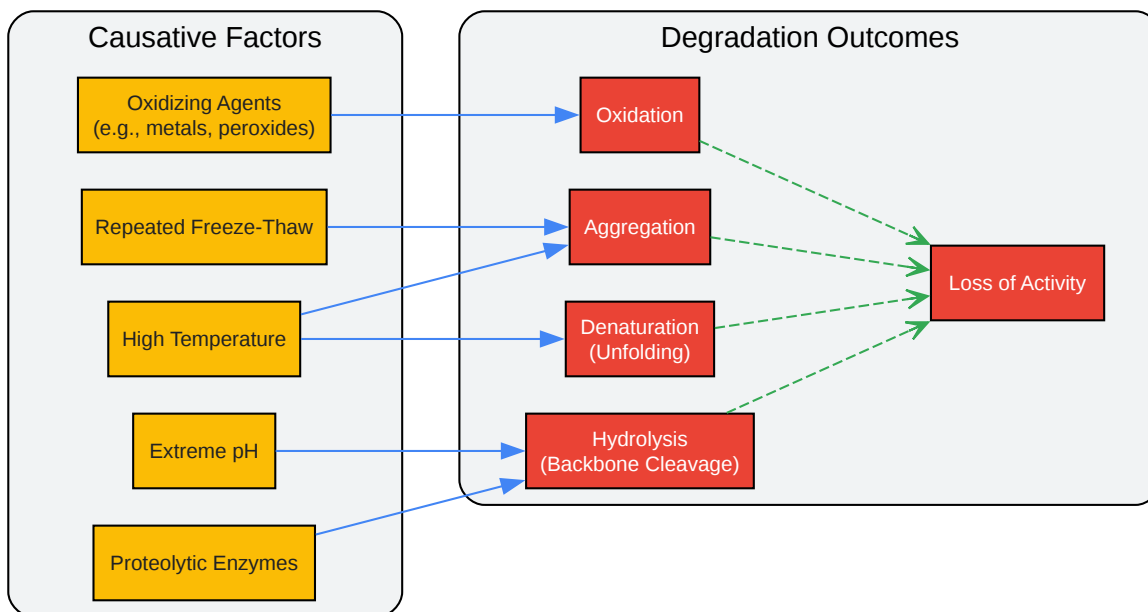 Causative Factors
Oxidizing Agents
(e.g., metals, peroxides)
Repeated Freeze-Thaw
High Temperature
Extreme pH
Proteolytic Enzymes
Degradation Outcomes
Oxidation
Aggregation
Denaturation
(Unfolding)
Hydrolysis
(Backbone Cleavage)
Loss of Activity